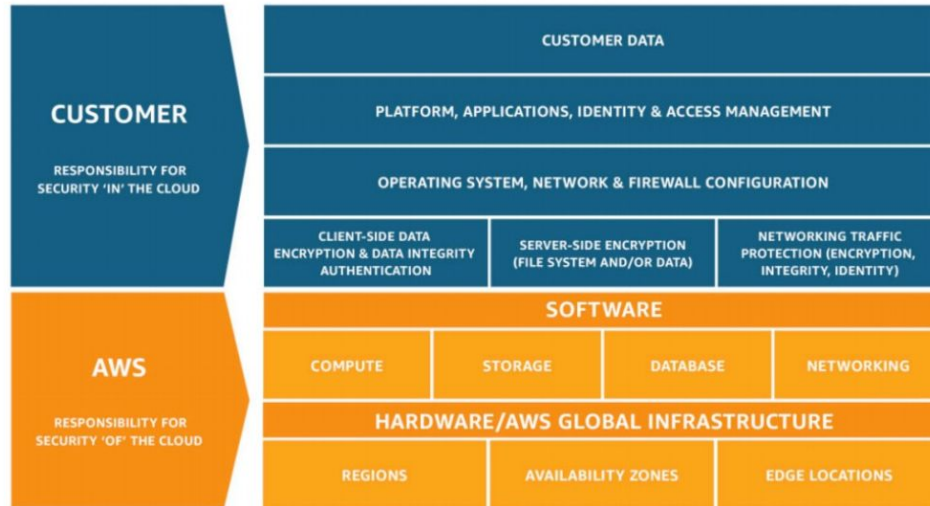 CUSTOMER
RESPONSIBILITY FOR
SECURITY ‘IN’ THE CLOUD
CUSTOMER DATA
PLATFORM, APPLICATIONS, IDENTITY & ACCESS MANAGEMENT
OPERATING SYSTEM, NETWORK & FIREWALL CONFIGURATION
CLIENT-SIDE DATA
ENCRYPTION & DATA INTEGRITY
AUTHENTICATION
SERVER-SIDE ENCRYPTION
(FILE SYSTEM AND/OR DATA)
NETWORKING TRAFFIC
PROTECTION (ENCRYPTION,
INTEGRITY, IDENTITY)
AWS
RESPONSIBILITY FOR
SECURITY ‘OF’ THE CLOUD
SOFTWARE
COMPUTE
STORAGE
DATABASE
NETWORKING
HARDWARE/AWS GLOBAL INFRASTRUCTURE
REGIONS
AVAILABILITY ZONES
EDGE LOCATIONS